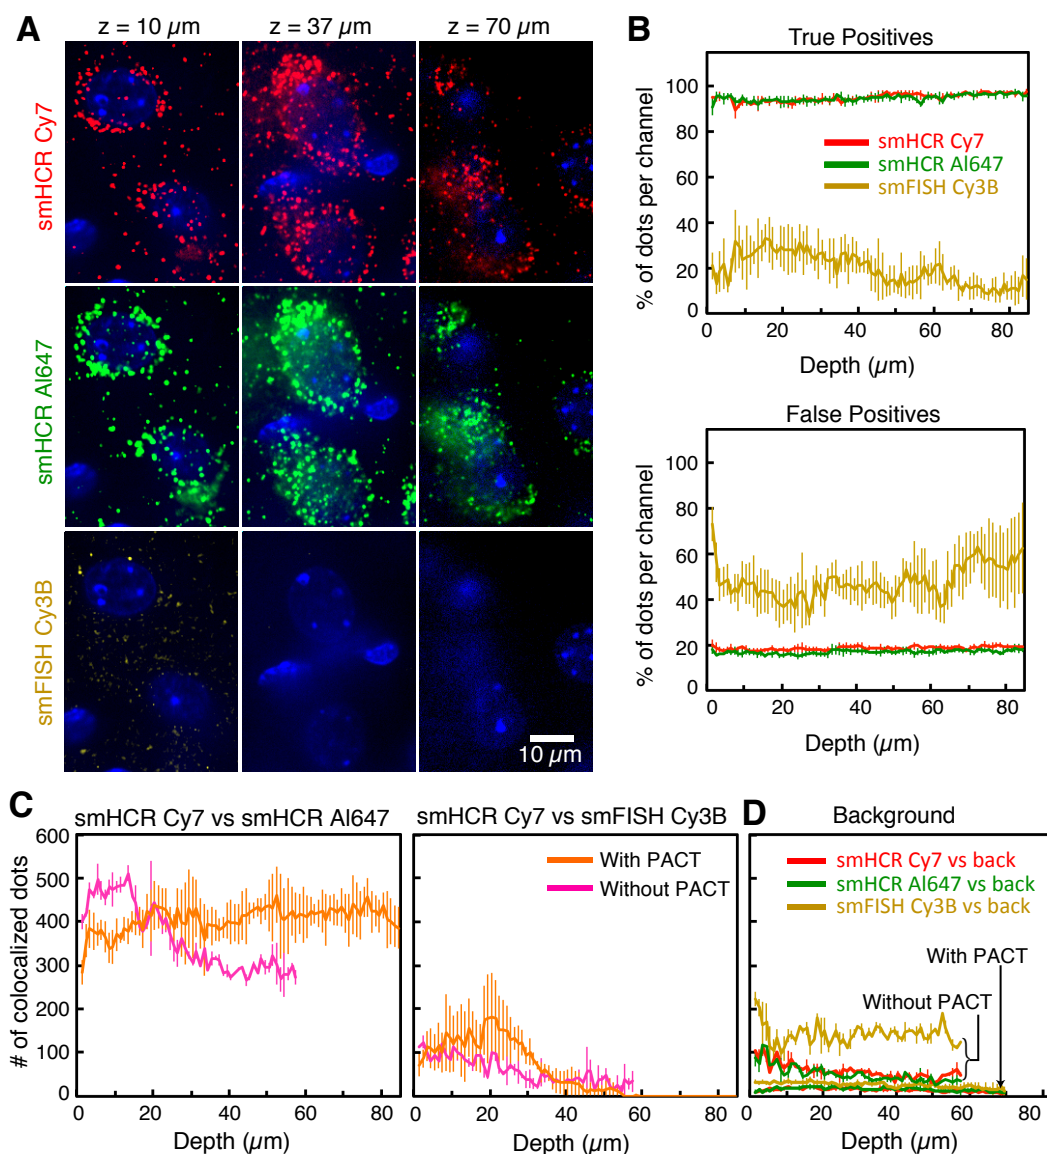 A
z = 10 µm
z = 37 µm
z = 70 µm
smHCR Cy7
smHCR Al647
smFISH Cy3B
10 µm
B
True Positives
% of dots per channel
100
80
60
40
20
0
smHCR Cy7
smHCR Al647
smFISH Cy3B
0
20
40
60
80
Depth (µm)
False Positives
% of dots per channel
100
80
60
40
20
0
0
20
40
60
80
Depth (µm)
C
smHCR Cy7 vs smHCR Al647
# of colocalized dots
600
500
400
300
200
100
0
0
20
40
60
80
Depth (µm)
smHCR Cy7 vs smFISH Cy3B
With PACT
Without PACT
0
20
40
60
80
Depth (µm)
D
Background
smHCR Cy7 vs back
smHCR Al647 vs back
smFISH Cy3B vs back
With PACT
Without PACT
0
20
40
60
80
Depth (µm)